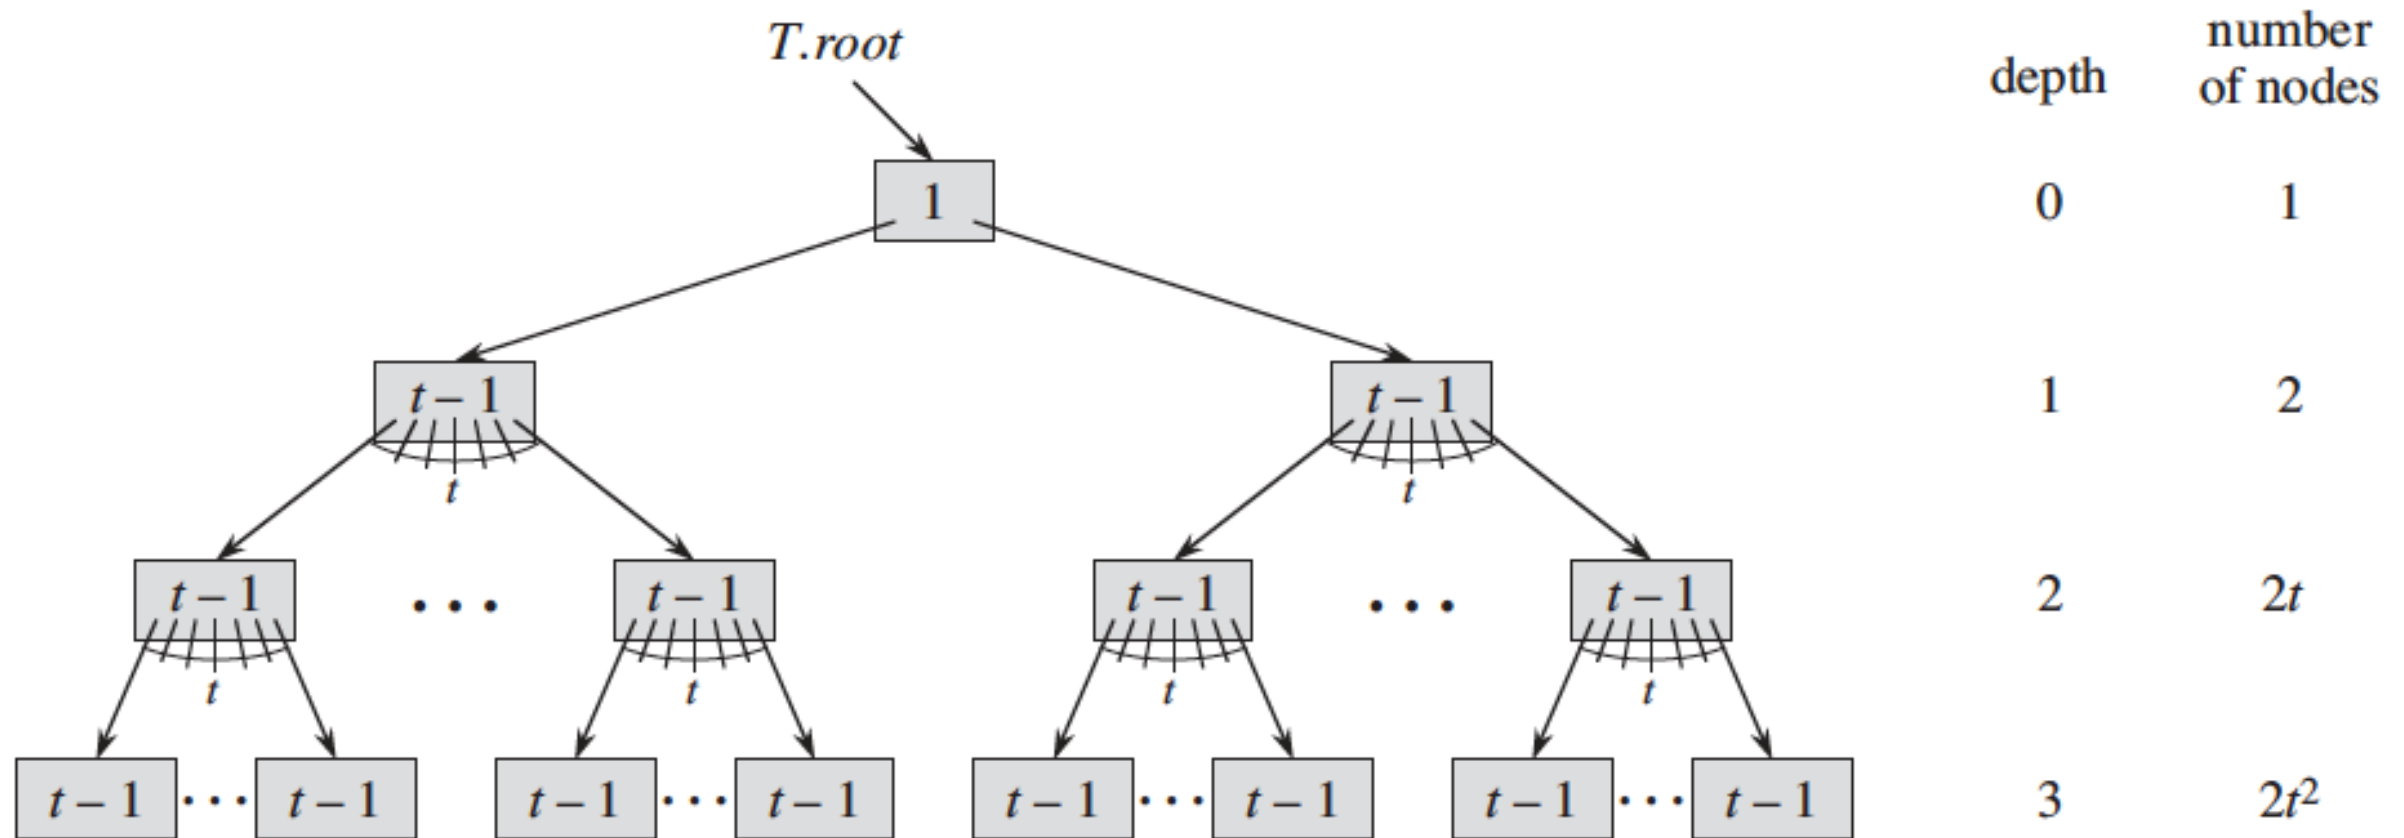 T.root
depth
number
of nodes
1
0 1
t – 1 t – 1
1 2
t t
t – 1 • • • t – 1 t – 1 • • • t – 1
2 2t
t t t t
t – 1 • • • t – 1 t – 1 • • • t – 1 t – 1 • • • t – 1 t – 1 • • • t – 1
3 2t²